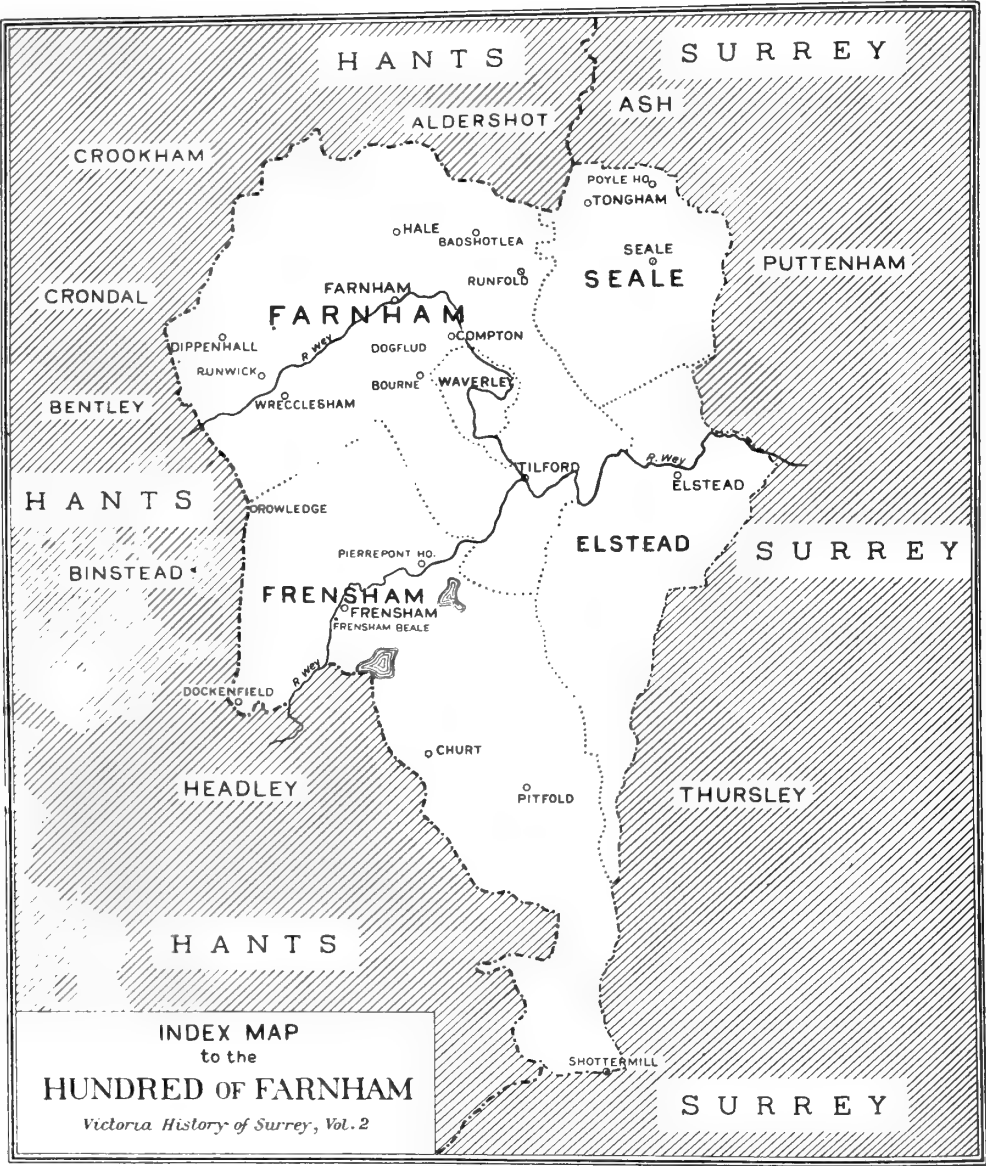 HANTS
SURREY
ASH
ALDERSHOT
CROOKHAM
POYLE HO.
TONGHAM
HALE
BADSHOTLEA
SEALE
SEALE
PUTTENHAM
RUNFOLD
FARNHAM
CRONDAL
FARNHAM
COMPTON
DIPPENHALL
R. Wey
DOGFLUD
RUNWICK
BOURNE
WAVERLEY
BENTLEY
WRECCLESHAM
R. Wey
TILFORD
ELSTEAD
HANTS
ROWLEDGE
ELSTEAD
SURREY
PIERREPONT HO.
BINSTEAD
FRENSHAM
FRENSHAM
FRENSHAM BEALE
R. Wey
DOCKENFIELD
CHURT
HEADLEY
PITFOLD
THURSLEY
HANTS
INDEX MAP
to the
HUNDRED OF FARNHAM
Victoria History of Surrey, Vol. 2
SHOTTERMILL
SURREY